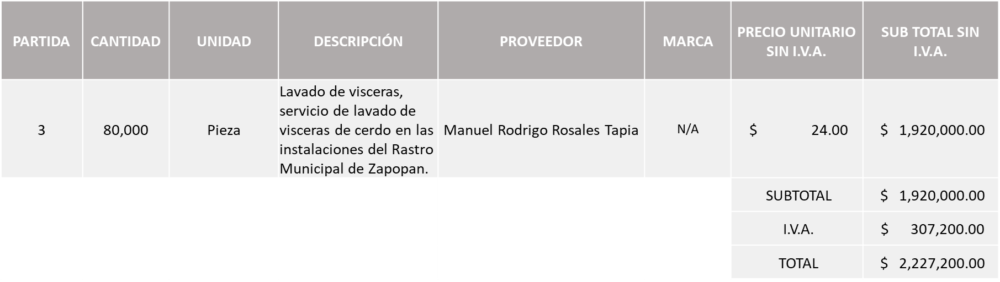 PARTIDA CANTIDAD UNIDAD DESCRIPCIÓN PROVEEDOR MARCA PRECIO UNITARIO SIN I.V.A. SUB TOTAL SIN I.V.A.
3 80,000 Pieza
Lavado de visceras,
servicio de lavado de
visceras de cerdo en las
instalaciones del Rastro
Municipal de Zapopan.
Manuel Rodrigo Rosales Tapia N/A $ 24.00 $ 1,920,000.00
SUBTOTAL $ 1,920,000.00
I.V.A. $ 307,200.00
TOTAL $ 2,227,200.00